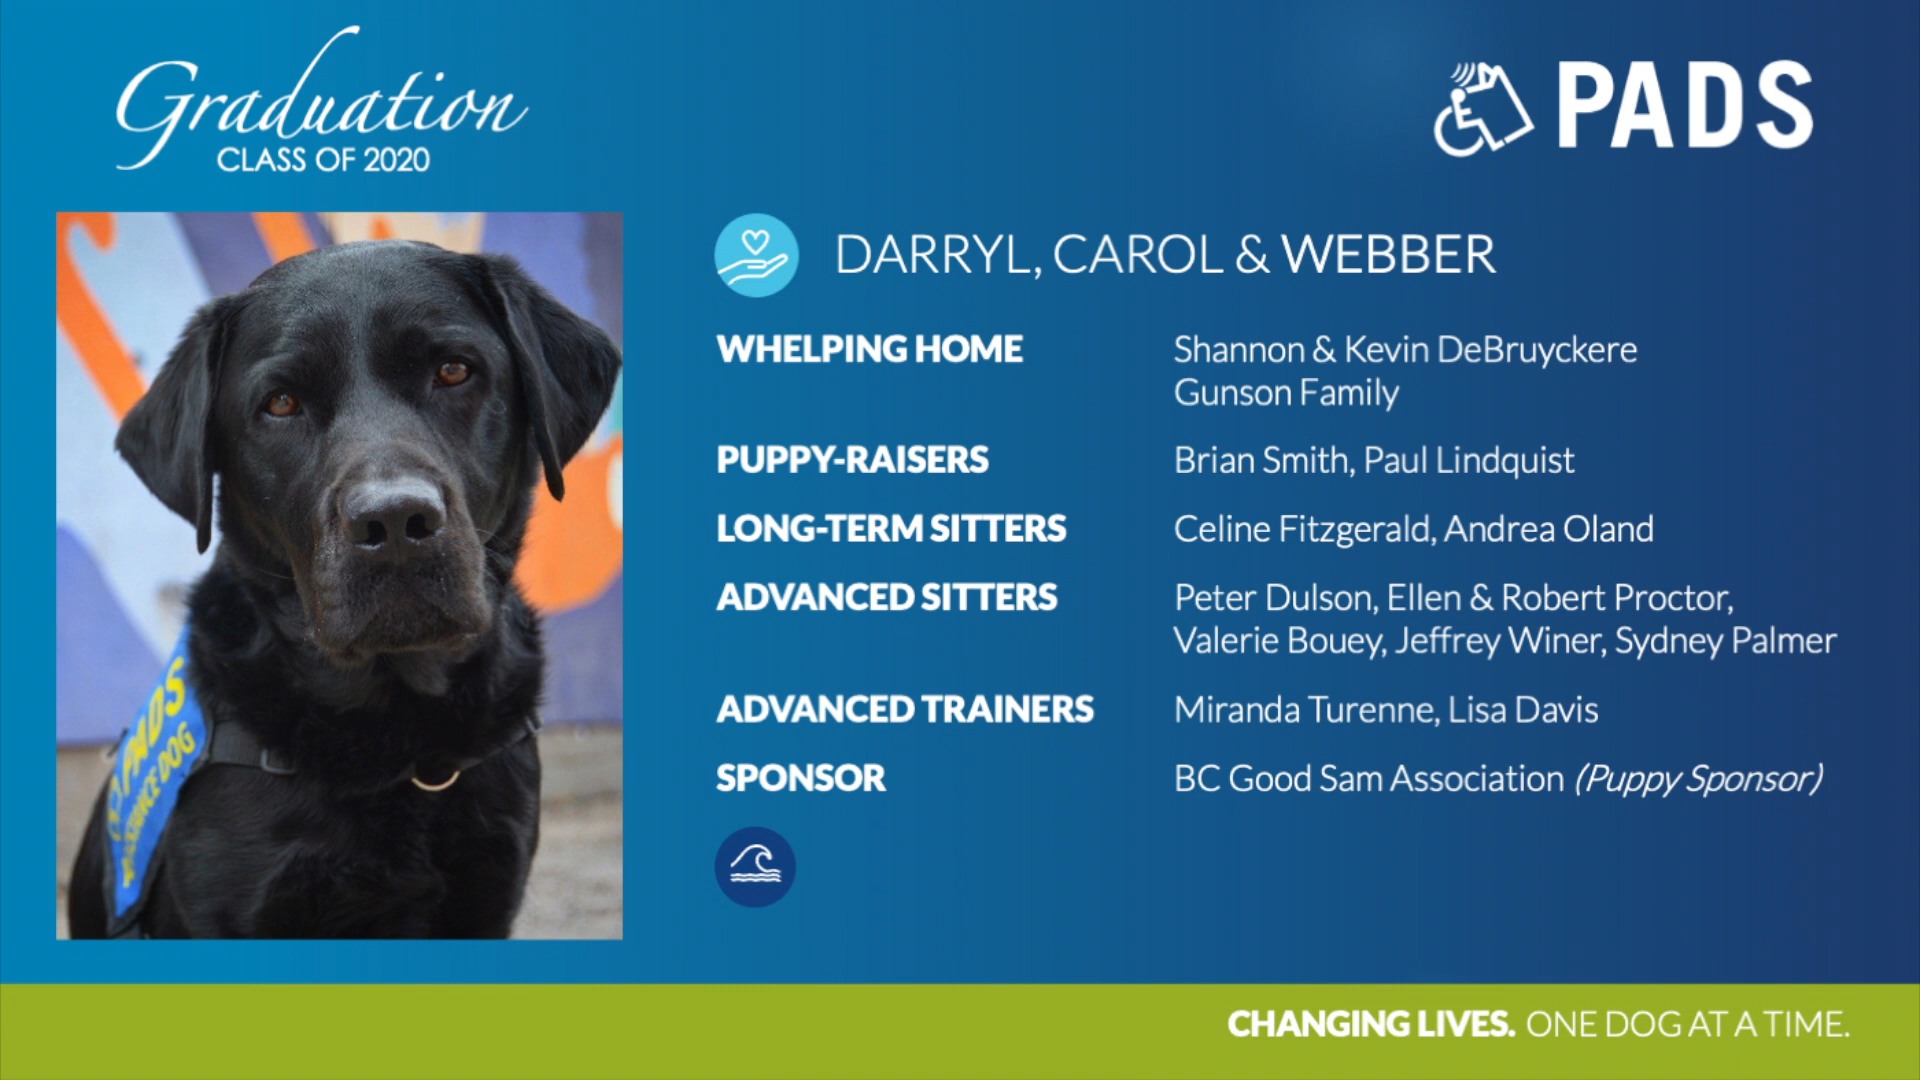 Graduation
CLASS OF 2020
PADS
DARRYL, CAROL & WEBBER
WHELPING HOME
Shannon & Kevin DeBruyckere
Gunson Family
PUPPY-RAISERS
Brian Smith, Paul Lindquist
LONG-TERM SITTERS
Celine Fitzgerald, Andrea Oland
ADVANCED SITTERS
Peter Dulson, Ellen & Robert Proctor,
Valerie Bouey, Jeffrey Winer, Sydney Palmer
ADVANCED TRAINERS
Miranda Turenne, Lisa Davis
SPONSOR
BC Good Sam Association (Puppy Sponsor)
PADS
ASSISTANCE DOG
CHANGING LIVES. ONE DOG AT A TIME.